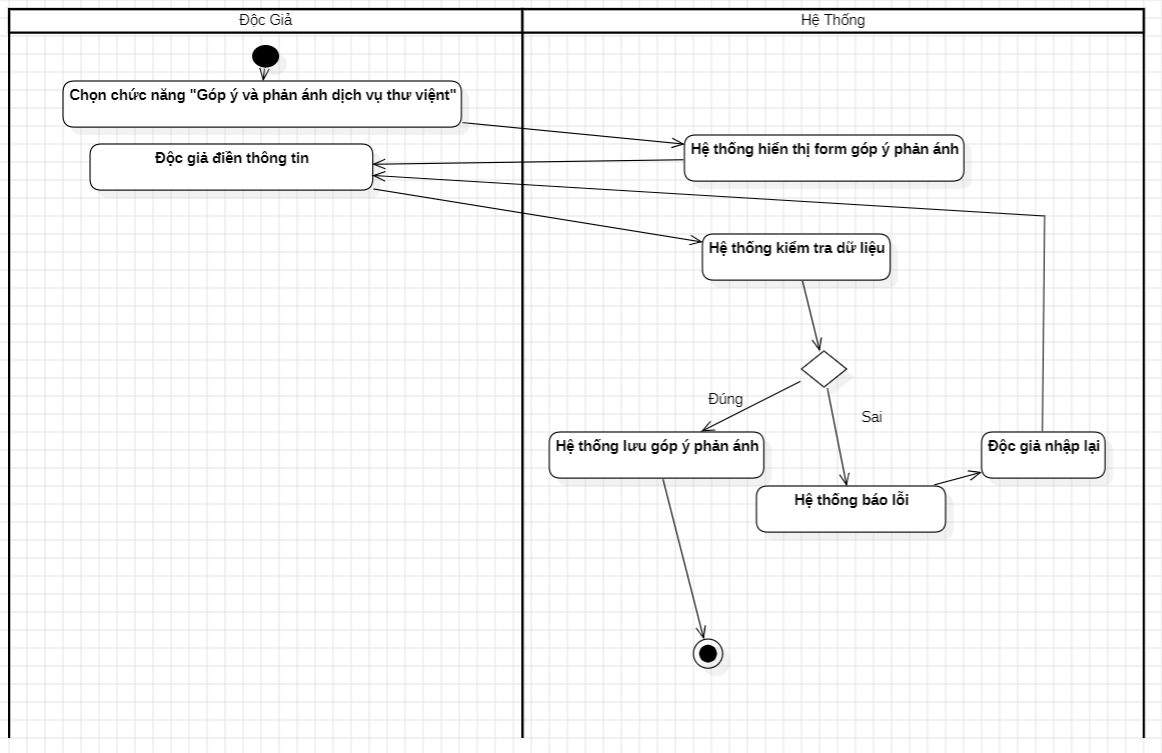 Độc Giả
Hệ Thống
Chọn chức năng "Góp ý và phản ánh dịch vụ thư viện​t"
Hệ thống hiển thị form góp ý phản ánh
Độc giả điền thông tin
Hệ thống kiểm tra dữ liệu
Đúng
Sai
Hệ thống lưu góp ý phản ánh
Độc giả nhập lại
Hệ thống báo lỗi